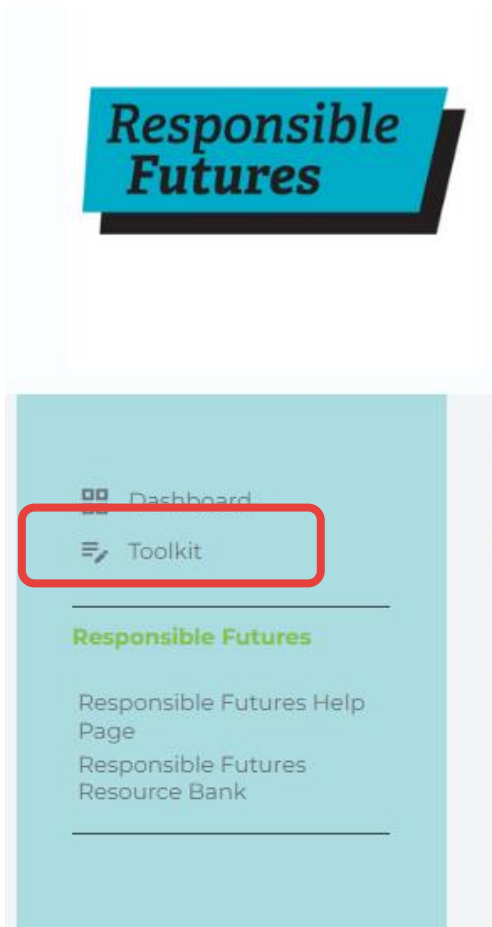 Responsible
Futures
Dashboard
Toolkit
Responsible Futures
Responsible Futures Help
Page
Responsible Futures
Resource Bank